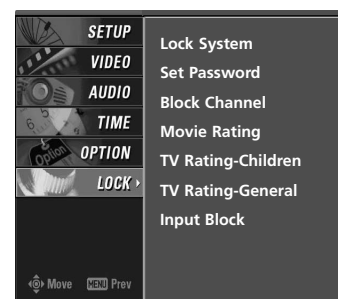 SETUP
VIDEO
AUDIO
TIME
OPTION
LOCK
Lock System
Set Password
Block Channel
Movie Rating
TV Rating-Children
TV Rating-General
Input Block
Move MENU Prev